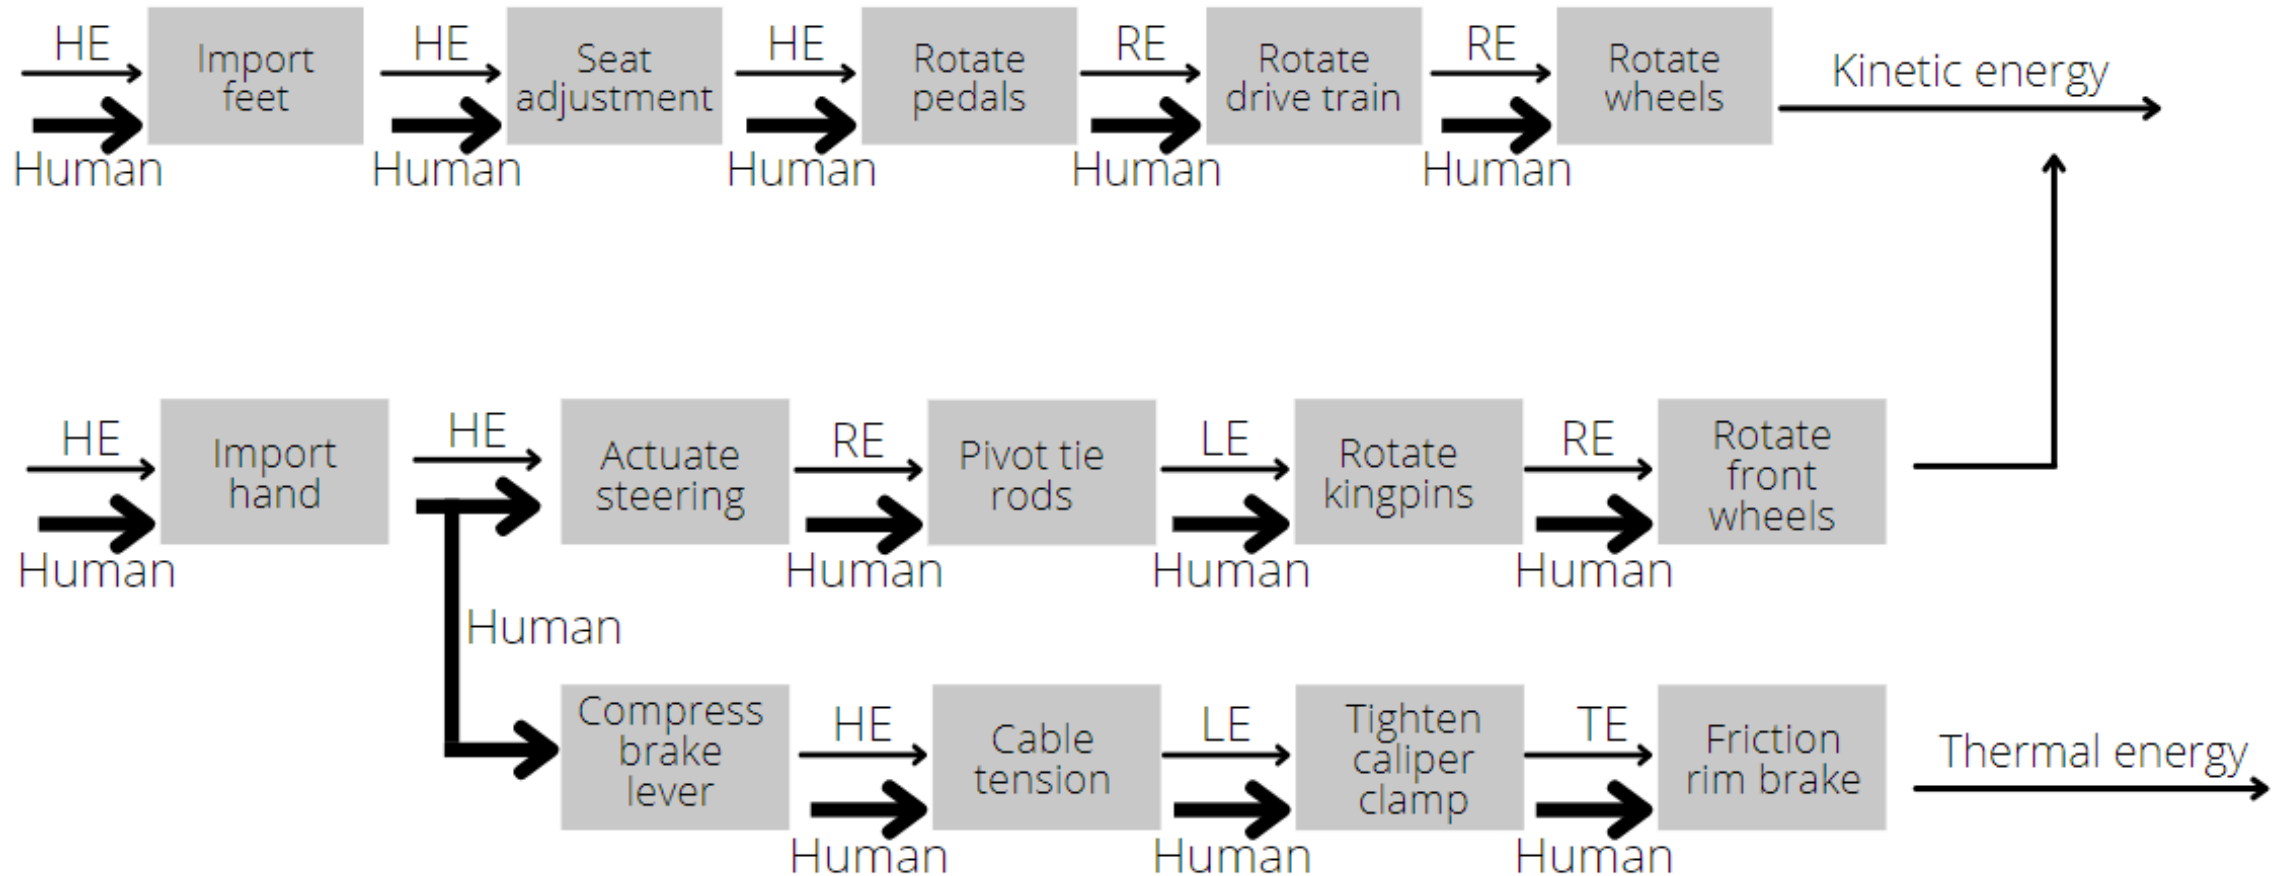 HE
Import
feet
HE
Seat
adjustment
HE
Rotate
pedals
RE
Rotate
drive train
RE
Rotate
wheels
Kinetic energy
Human
Human
Human
Human
Human
HE
Import
hand
HE
Actuate
steering
RE
Pivot tie
rods
LE
Rotate
kingpins
RE
Rotate
front
wheels
Human
Human
Human
Human
Human
Compress
brake
lever
HE
Cable
tension
LE
Tighten
caliper
clamp
TE
Friction
rim brake
Thermal energy
Human
Human
Human